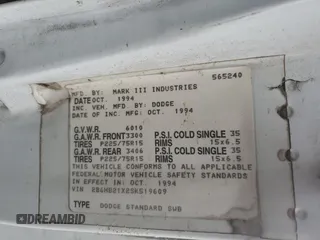 565240
MFD. BY: MARK III INDUSTRIES
DATE OCT. 1994
INC. VEH. MFD. BY: DODGE
DATE OF INC. MFG: OCT. 1994
G.V.W.R. 6010
G.A.W.R. FRONT 3300 P.S.I. COLD SINGLE 35
TIRES P225/75R15 RIMS 15x6.5
G.A.W.R. REAR 3406 P.S.I. COLD SINGLE 35
TIRES P225/75R15 RIMS 15x6.5
THIS VEHICLE CONFORMS TO ALL APPLICABLE
FEDERAL MOTOR VEHICLE SAFETY STANDARDS
IN EFFECT IN: OCT. 1994
VIN
TYPE DODGE STANDARD SWB
AUTOBIDMASTER